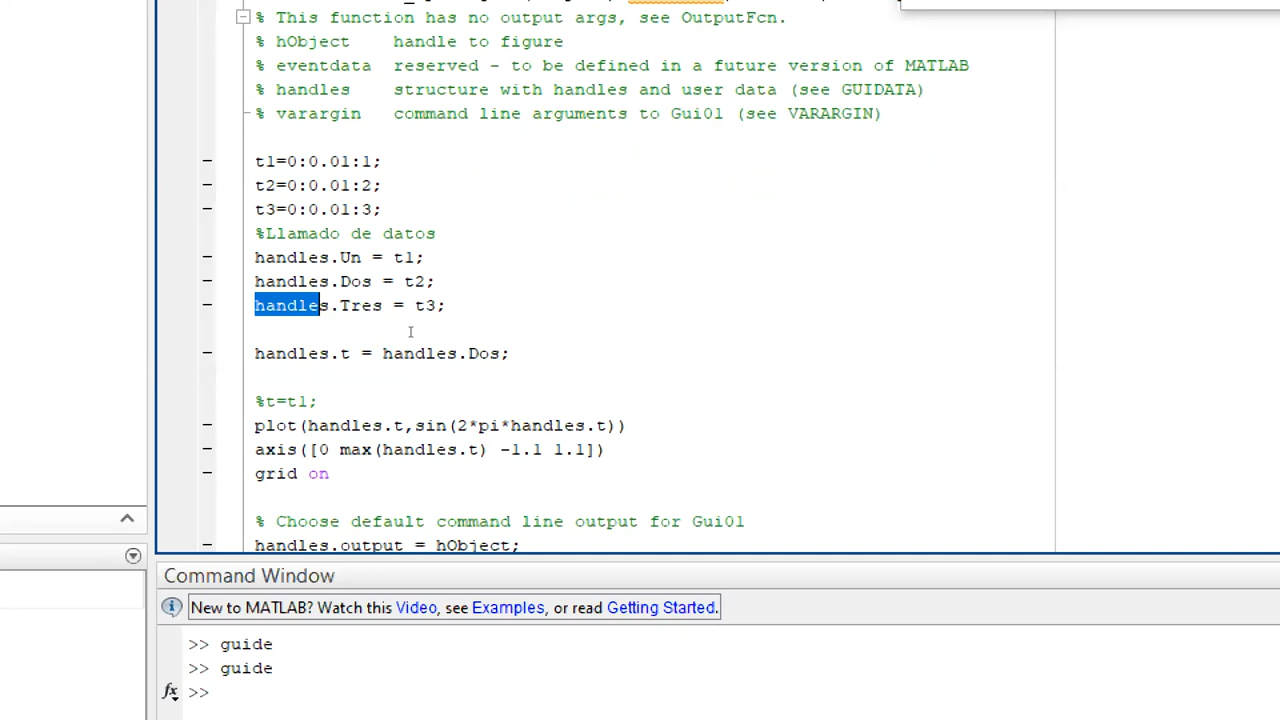 % This function has no output args, see OutputFcn.
% hObject    handle to figure
% eventdata  reserved - to be defined in a future version of MATLAB
% handles    structure with handles and user data (see GUIDATA)
% varargin   command line arguments to Gui01 (see VARARGIN)
t1=0:0.01:1;
t2=0:0.01:2;
t3=0:0.01:3;
%Llamado de datos
handles.Un = t1;
handles.Dos = t2;
handles.Tres = t3;
handles.t = handles.Dos;
%t=t1;
plot(handles.t,sin(2*pi*handles.t))
axis([0 max(handles.t) -1.1 1.1])
grid on
% Choose default command line output for Gui01
handles.output = hObject;
Command Window
New to MATLAB? Watch this Video, see Examples, or read Getting Started.
>> guide
>> guide
fx >>